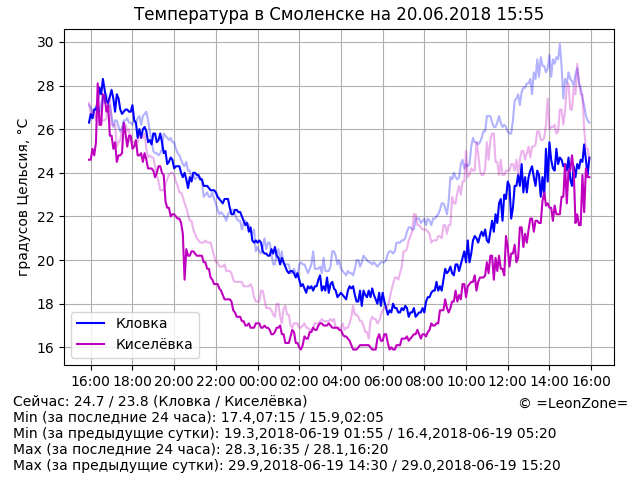 Температура в Смоленске на 20.06.2018 15:55
30
28
26
24
22
20
18
16
градусов Цельсия, °C
Кловка
Киселёвка
16:00 18:00 20:00 22:00 00:00 02:00 04:00 06:00 08:00 10:00 12:00 14:00 16:00
Сейчас: 24.7 / 23.8 (Кловка / Киселёвка)
© =LeonZone=
Min (за последние 24 часа): 17.4,07:15 / 15.9,02:05
Min (за предыдущие сутки): 19.3,2018-06-19 01:55 / 16.4,2018-06-19 05:20
Max (за последние 24 часа): 28.3,16:35 / 28.1,16:20
Max (за предыдущие сутки): 29.9,2018-06-19 14:30 / 29.0,2018-06-19 15:20